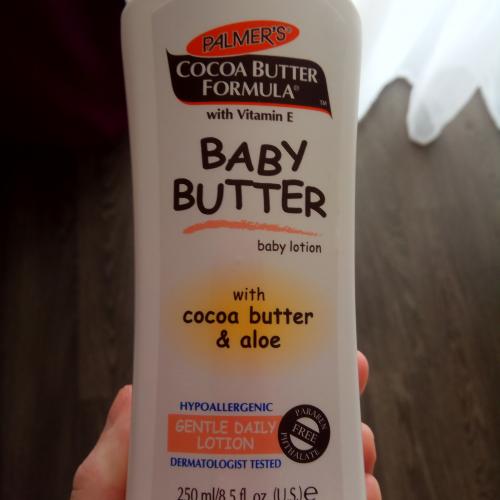 PALMER'S®
COCOA BUTTER
FORMULA®
TM
with Vitamin E
BABY
BUTTER
baby lotion
with
cocoa butter
& aloe
HYPOALLERGENIC
GENTLE DAILY
LOTION
DERMATOLOGIST TESTED
PARABEN
FREE
PHTHALATE
250 ml/8.5 fl. oz. (U.S.)e